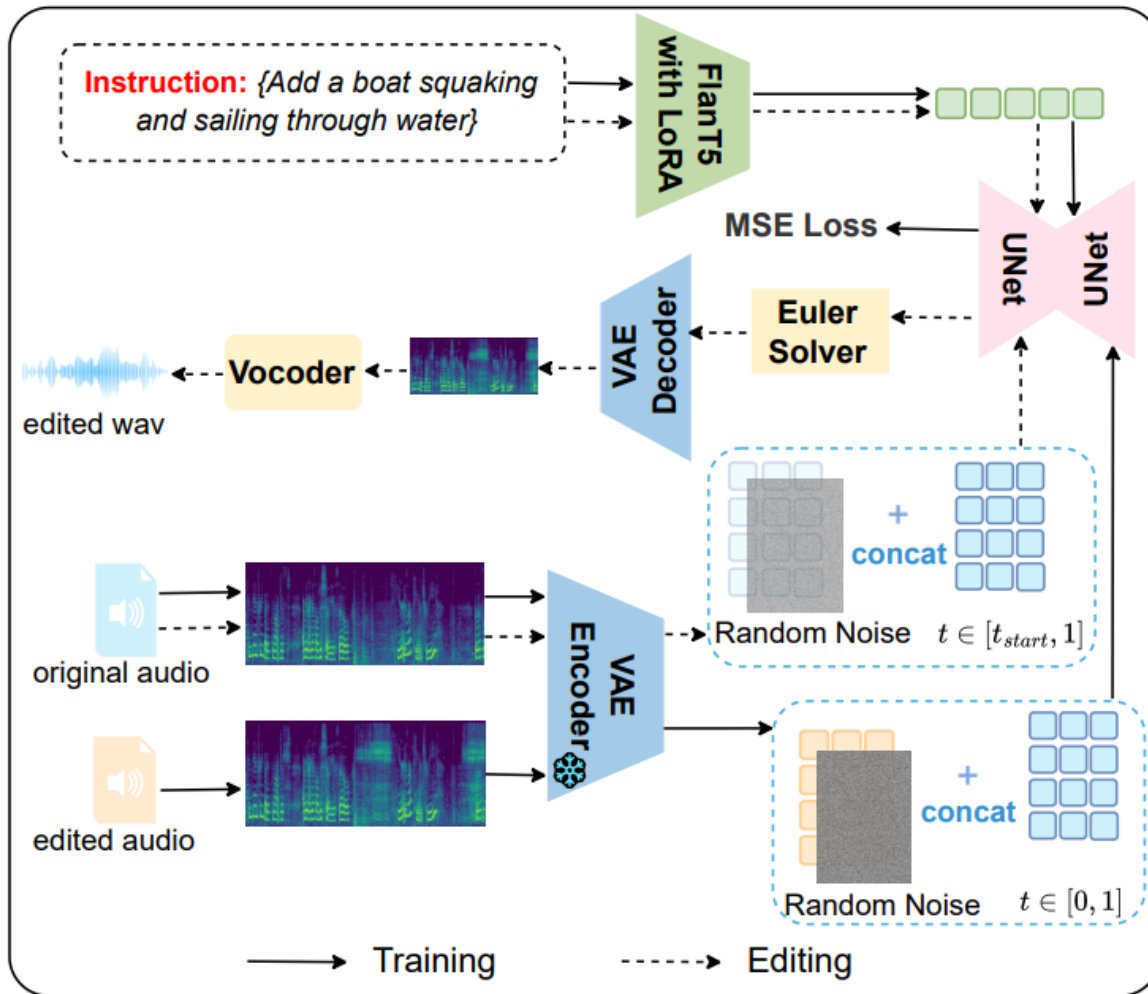 Instruction: {Add a boat squaking
and sailing through water}
FlanT5
with LoRA
MSE Loss
UNet
UNet
Euler
Solver
Decoder
VAE
Vocoder
edited wav
+
concat
Random Noise
t ∈ [t_{start}, 1]
original audio
VAE
Encoder
edited audio
+
concat
Random Noise
t ∈ [0, 1]
Training
Editing